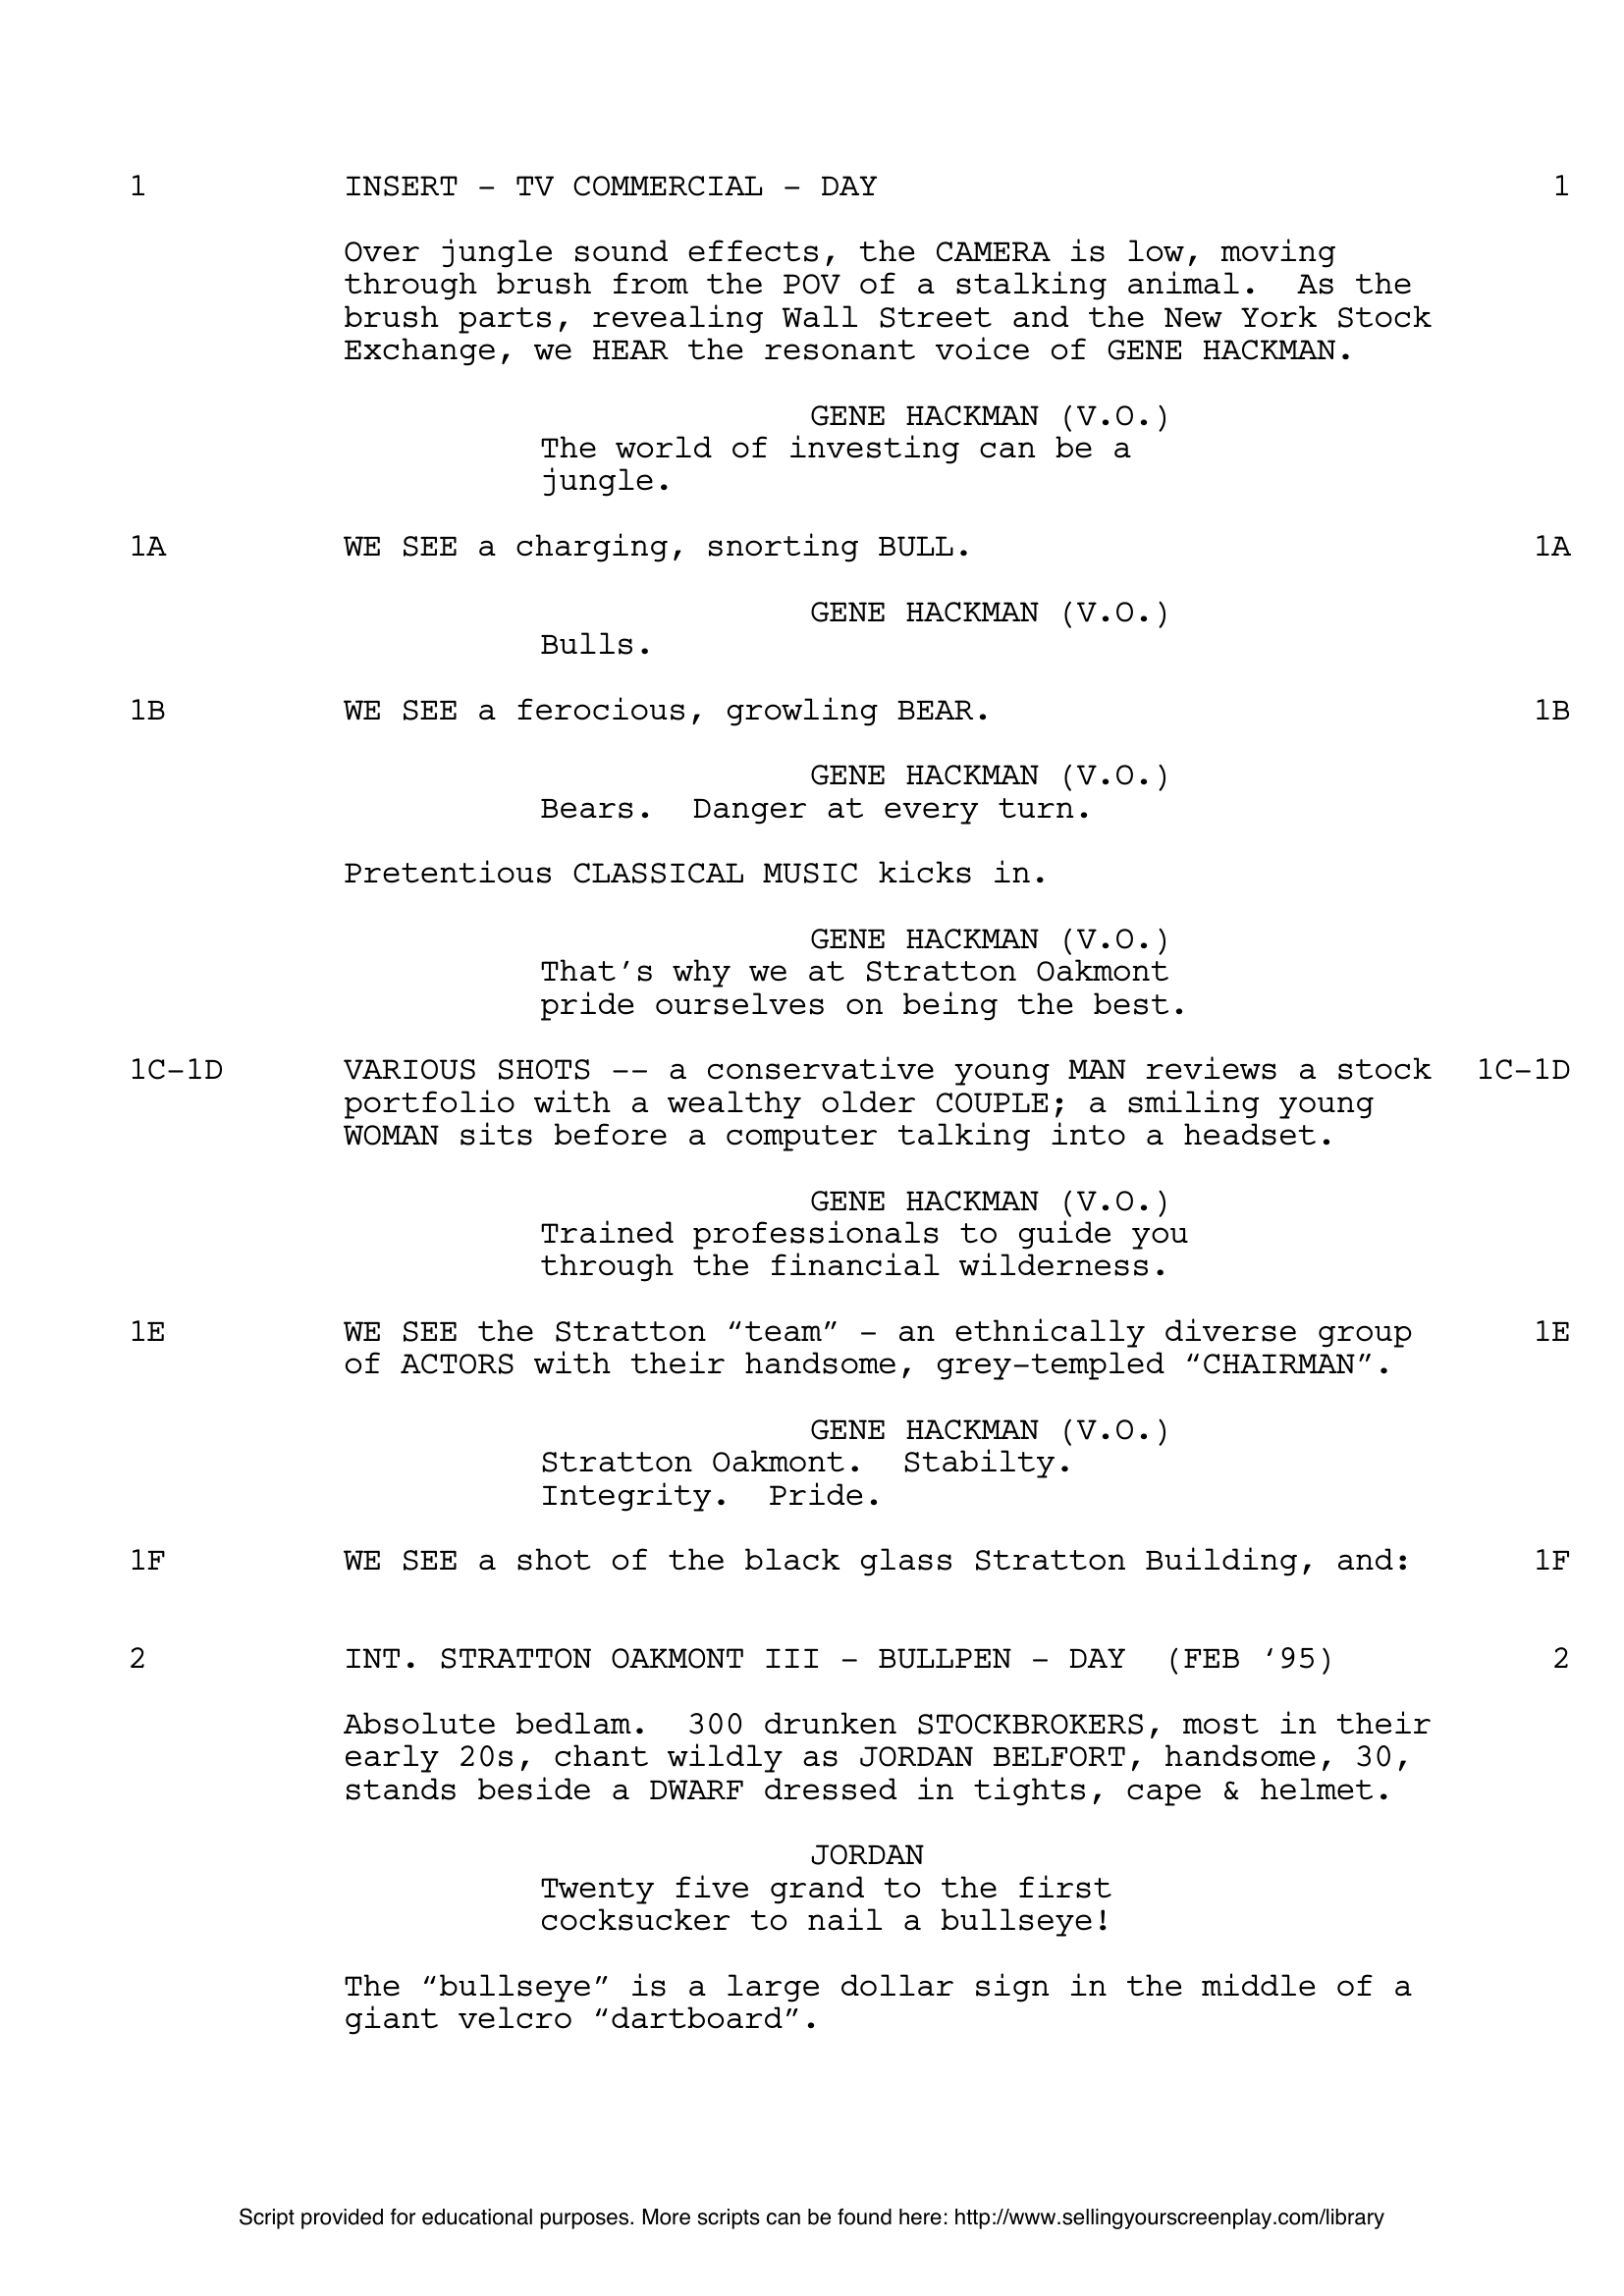 1 INSERT – TV COMMERCIAL – DAY 1
Over jungle sound effects, the CAMERA is low, moving
through brush from the POV of a stalking animal.  As the
brush parts, revealing Wall Street and the New York Stock
Exchange, we HEAR the resonant voice of GENE HACKMAN.
GENE HACKMAN (V.O.)
The world of investing can be a
jungle.
1A WE SEE a charging, snorting BULL. 1A
GENE HACKMAN (V.O.)
Bulls.
1B WE SEE a ferocious, growling BEAR. 1B
GENE HACKMAN (V.O.)
Bears.  Danger at every turn.
Pretentious CLASSICAL MUSIC kicks in.
GENE HACKMAN (V.O.)
That’s why we at Stratton Oakmont
pride ourselves on being the best.
1C-1D VARIOUS SHOTS -- a conservative young MAN reviews a stock 1C-1D
portfolio with a wealthy older COUPLE; a smiling young
WOMAN sits before a computer talking into a headset.
GENE HACKMAN (V.O.)
Trained professionals to guide you
through the financial wilderness.
1E WE SEE the Stratton “team” – an ethnically diverse group 1E
of ACTORS with their handsome, grey-templed “CHAIRMAN”.
GENE HACKMAN (V.O.)
Stratton Oakmont.  Stabilty.
Integrity.  Pride.
1F WE SEE a shot of the black glass Stratton Building, and: 1F
2 INT. STRATTON OAKMONT III – BULLPEN – DAY  (FEB ‘95) 2
Absolute bedlam.  300 drunken STOCKBROKERS, most in their
early 20s, chant wildly as JORDAN BELFORT, handsome, 30,
stands beside a DWARF dressed in tights, cape & helmet.
JORDAN
Twenty five grand to the first
cocksucker to nail a bullseye!
The “bullseye” is a large dollar sign in the middle of a
giant velcro “dartboard”.
Script provided for educational purposes. More scripts can be found here: http://www.sellingyourscreenplay.com/library